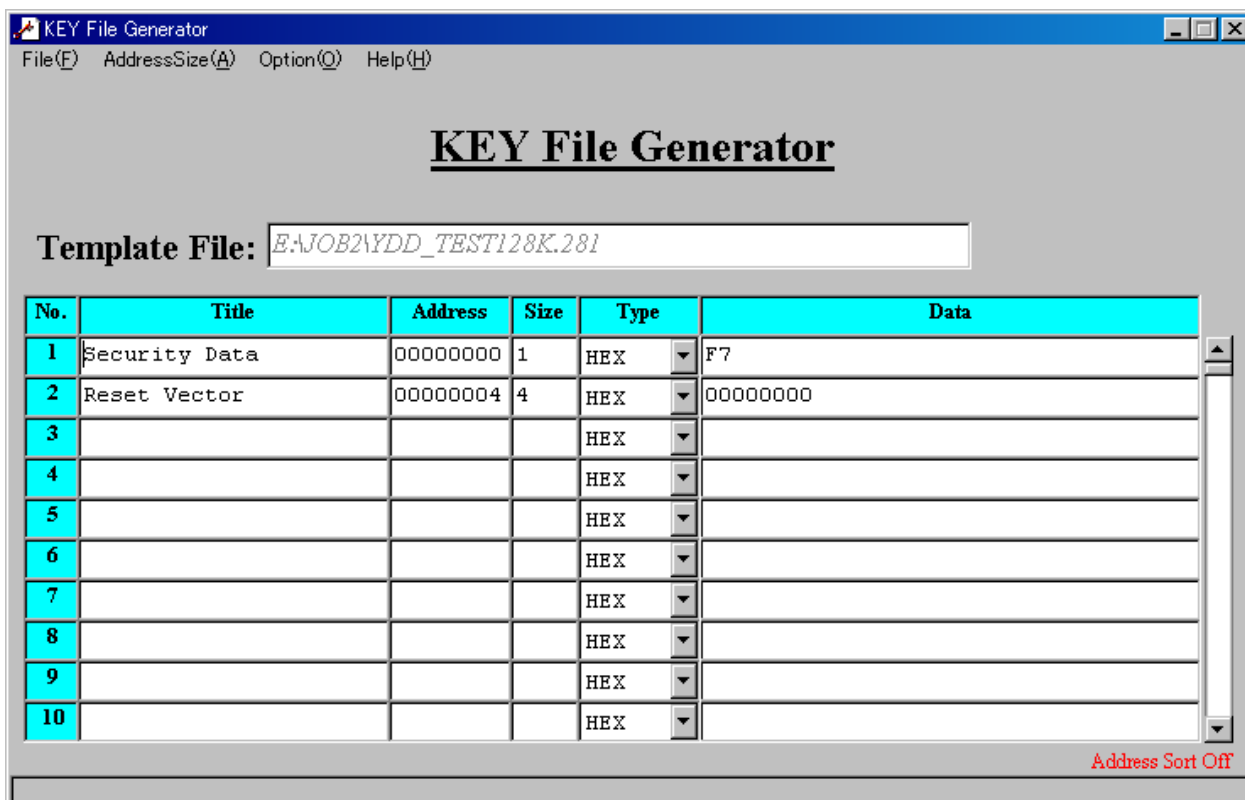 KEY File Generator
File(F) AddressSize(A) Option(O) Help(H)
KEY File Generator
Template File: E:\JOB2\YDD_TEST128K.281
No. Title Address Size Type Data
1 Security Data 00000000 1 HEX F7
2 Reset Vector 00000004 4 HEX 00000000
3 HEX
4 HEX
5 HEX
6 HEX
7 HEX
8 HEX
9 HEX
10 HEX
Address Sort Off